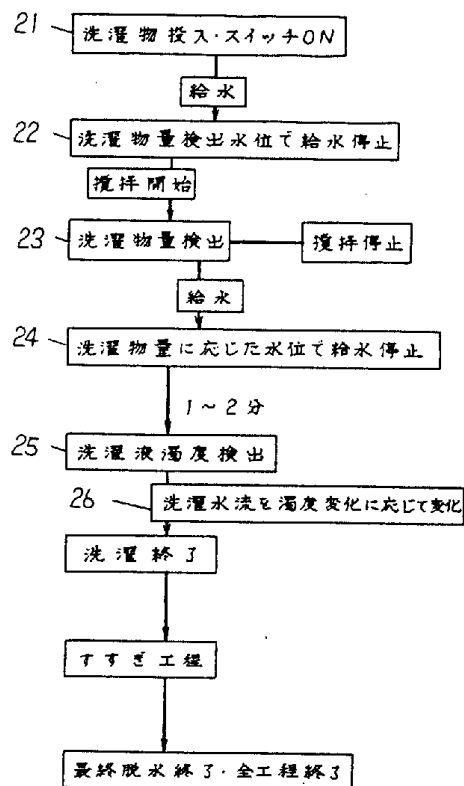 21
洗濯物投入・スイッチON
給水
22
洗濯物量検出水位で給水停止
攪拌開始
23
洗濯物量検出
攪拌停止
給水
24
洗濯物量に応じた水位で給水停止
1〜2分
25
洗濯液濁度検出
26
洗濯水流を濁度変化に応じて変化
洗濯終了
すすぎ工程
最終脱水終了・全工程終了